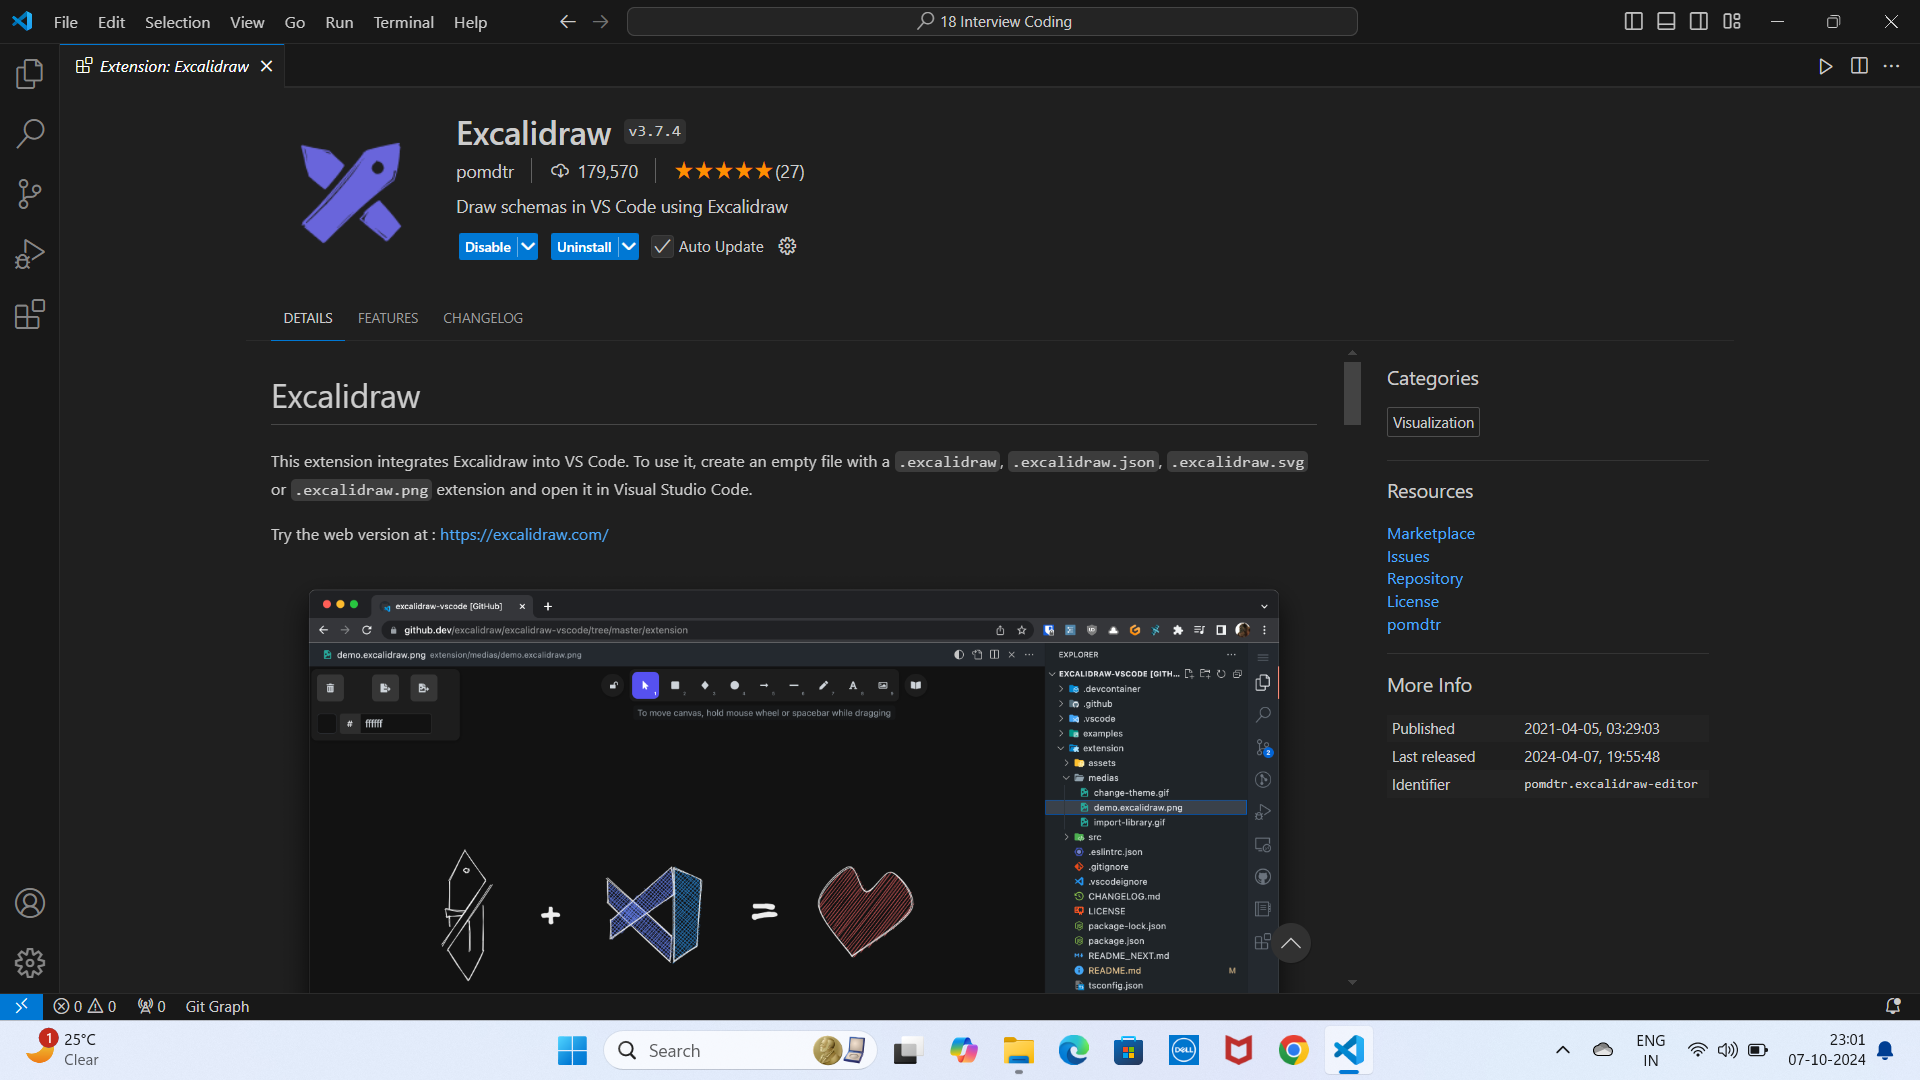 File Edit Selection View Go Run Terminal Help
18 Interview Coding
Extension: Excalidraw
Excalidraw v3.7.4
pomdtr 179,570 (27)
Draw schemas in VS Code using Excalidraw
Disable Uninstall Auto Update
DETAILS FEATURES CHANGELOG
Excalidraw
This extension integrates Excalidraw into VS Code. To use it, create an empty file with a .excalidraw, .excalidraw.json, .excalidraw.svg
or .excalidraw.png extension and open it in Visual Studio Code.
Try the web version at : https://excalidraw.com/
excalidraw-vscode [GitHub]
github.dev/excalidraw/excalidraw-vscode/tree/master/extension
demo.excalidraw.png extension/medias/demo.excalidraw.png
# ffffff
To move canvas, hold mouse wheel or spacebar while dragging
+ =
EXPLORER
EXCALIDRAW-VSCODE [GITH...
.devcontainer
.github
.vscode
examples
extension
assets
medias
change-theme.gif
demo.excalidraw.png
import-library.gif
src
.eslintrc.json
.gitignore
.vscodeignore
CHANGELOG.md
LICENSE
package-lock.json
package.json
README_NEXT.md
README.md M
tsconfig.json
2
Categories
Visualization
Resources
Marketplace
Issues
Repository
License
pomdtr
More Info
Published 2021-04-05, 03:29:03
Last released 2024-04-07, 19:55:48
Identifier pomdtr.excalidraw-editor
0 0 0 Git Graph
1
25°C
Clear
Search
DELL
ENG
IN
23:01
07-10-2024